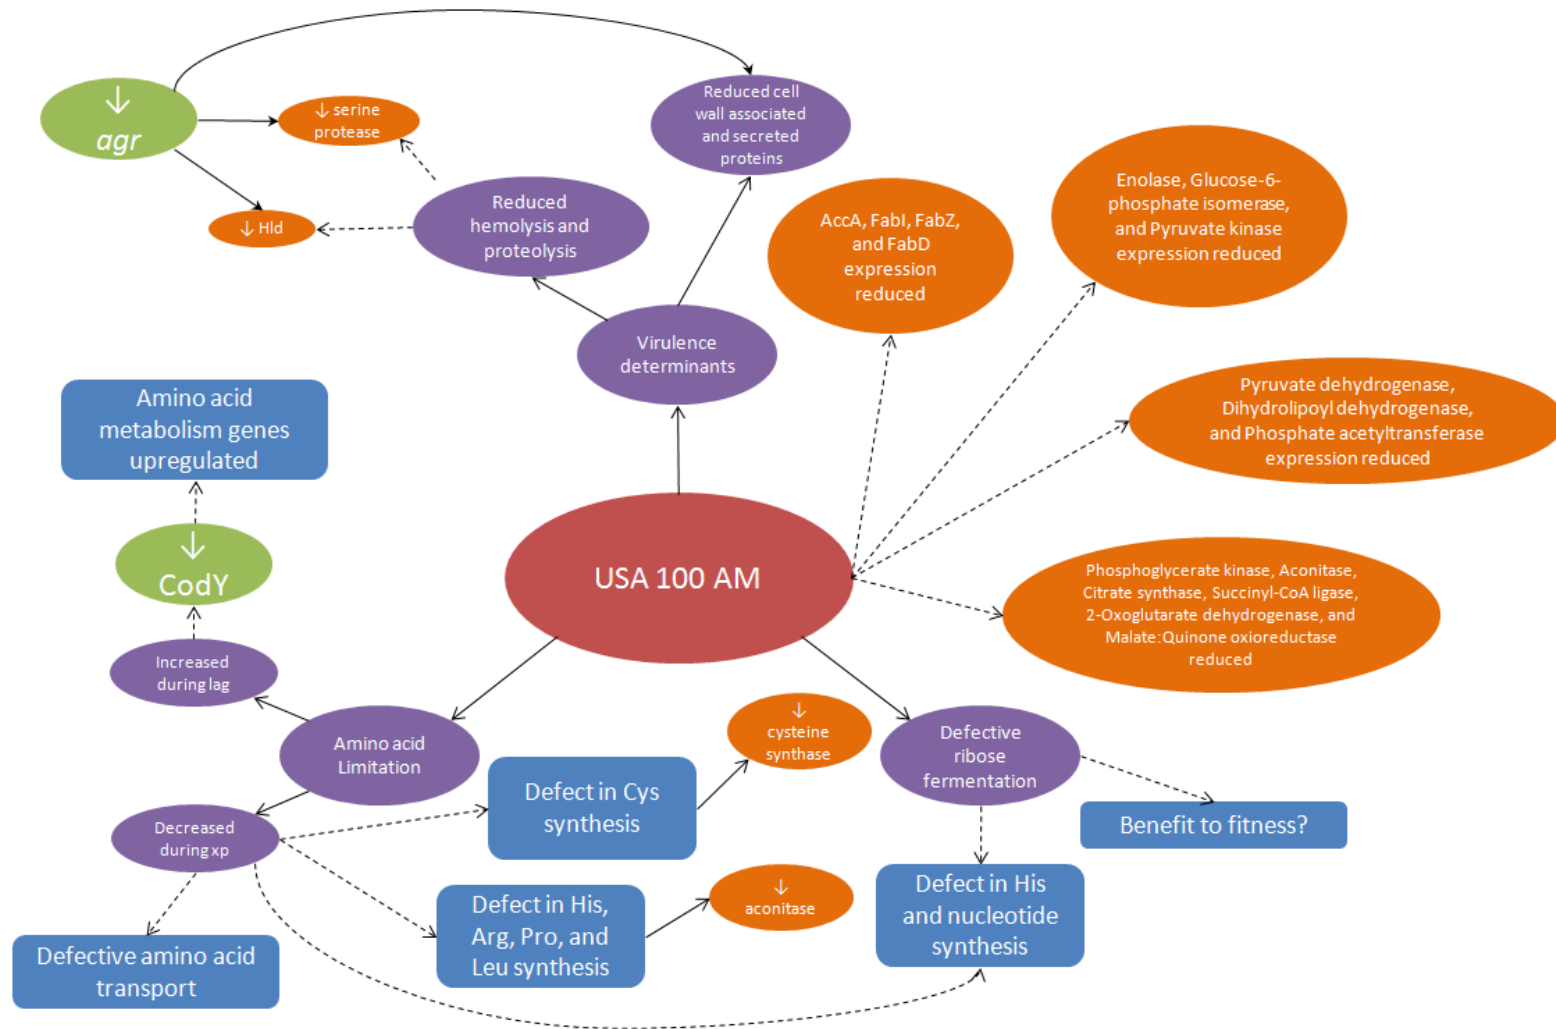 ↓
agr
↓ serine
protease
↓ Hld
Reduced cell
wall associated
and secreted
proteins
Reduced
hemolysis and
proteolysis
Virulence
determinants
AccA, FabI, FabZ,
and FabD
expression
reduced
Enolase, Glucose-6-
phosphate isomerase,
and Pyruvate kinase
expression reduced
Pyruvate dehydrogenase,
Dihydrolipoyl dehydrogenase,
and Phosphate acetyltransferase
expression reduced
Amino acid
metabolism genes
upregulated
↓
CodY
Increased
during lag
USA 100 AM
Phosphoglycerate kinase, Aconitase,
Citrate synthase, Succinyl-CoA ligase,
2-Oxoglutarate dehydrogenase, and
Malate:Quinone oxioreductase
reduced
Amino acid
Limitation
Decreased
during xp
Defective amino acid
transport
Defect in Cys
synthesis
↓
cysteine
synthase
Defect in His,
Arg, Pro, and
Leu synthesis
↓
aconitase
Defective
ribose
fermentation
Benefit to fitness?
Defect in His
and nucleotide
synthesis